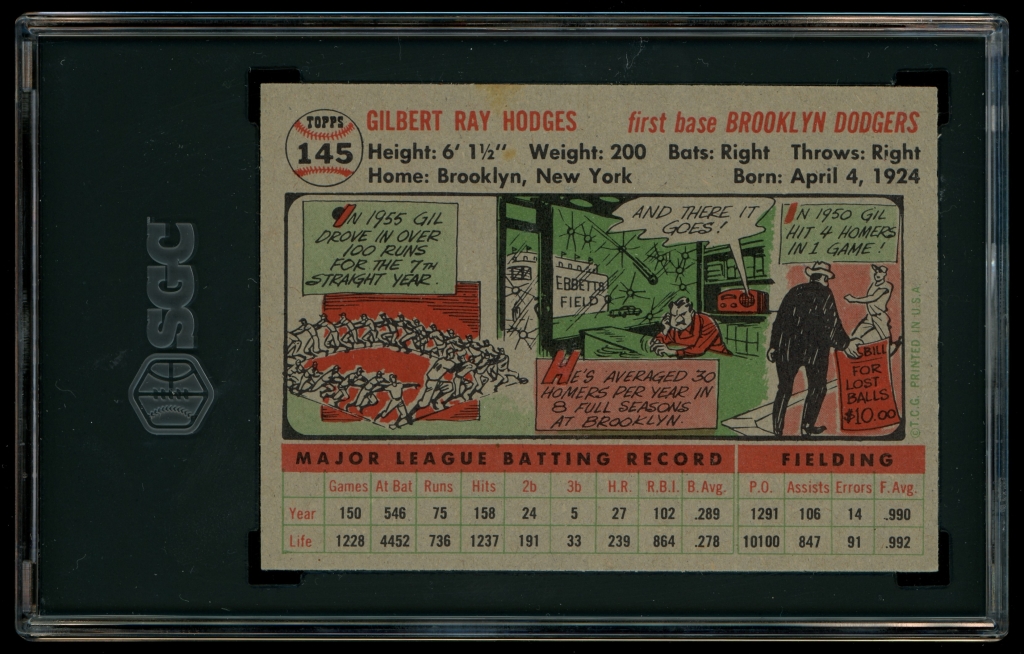 SGC
TOPPS
145
GILBERT RAY HODGES first base BROOKLYN DODGERS
Height: 6' 1½" Weight: 200 Bats: Right Throws: Right
Home: Brooklyn, New York Born: April 4, 1924
IN 1955 GIL
DROVE IN OVER
100 RUNS
FOR THE 7TH
STRAIGHT YEAR.
EBBETTS
FIELD
AND THERE IT
GOES!
HE'S AVERAGED 30
HOMERS PER YEAR IN
8 FULL SEASONS
AT BROOKLYN.
IN 1950 GIL
HIT 4 HOMERS
IN 1 GAME!
BILL
FOR
LOST
BALLS
$10.00
©T.C.G. PRINTED IN U.S.A.
MAJOR LEAGUE BATTING RECORD FIELDING
Games At Bat Runs Hits 2b 3b H.R. R.B.I. B. Avg. P.O. Assists Errors F. Avg.
Year 150 546 75 158 24 5 27 102 .289 1291 106 14 .990
Life 1228 4452 736 1237 191 33 239 864 .278 10100 847 91 .992